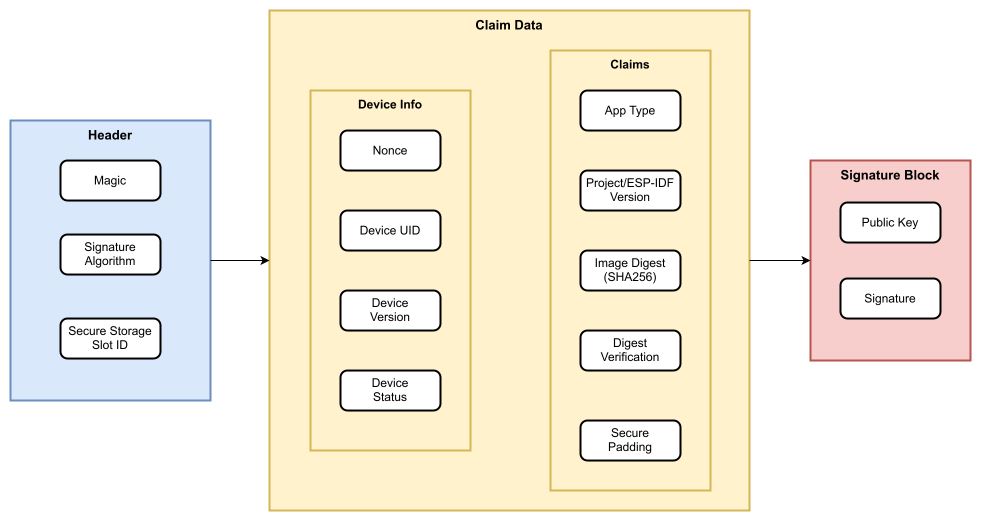 Header
Magic
Signature
Algorithm
Secure Storage
Slot ID
Claim Data
Device Info
Nonce
Device UID
Device
Version
Device
Status
Claims
App Type
Project/ESP-IDF
Version
Image Digest
(SHA256)
Digest
Verification
Secure
Padding
Signature Block
Public Key
Signature